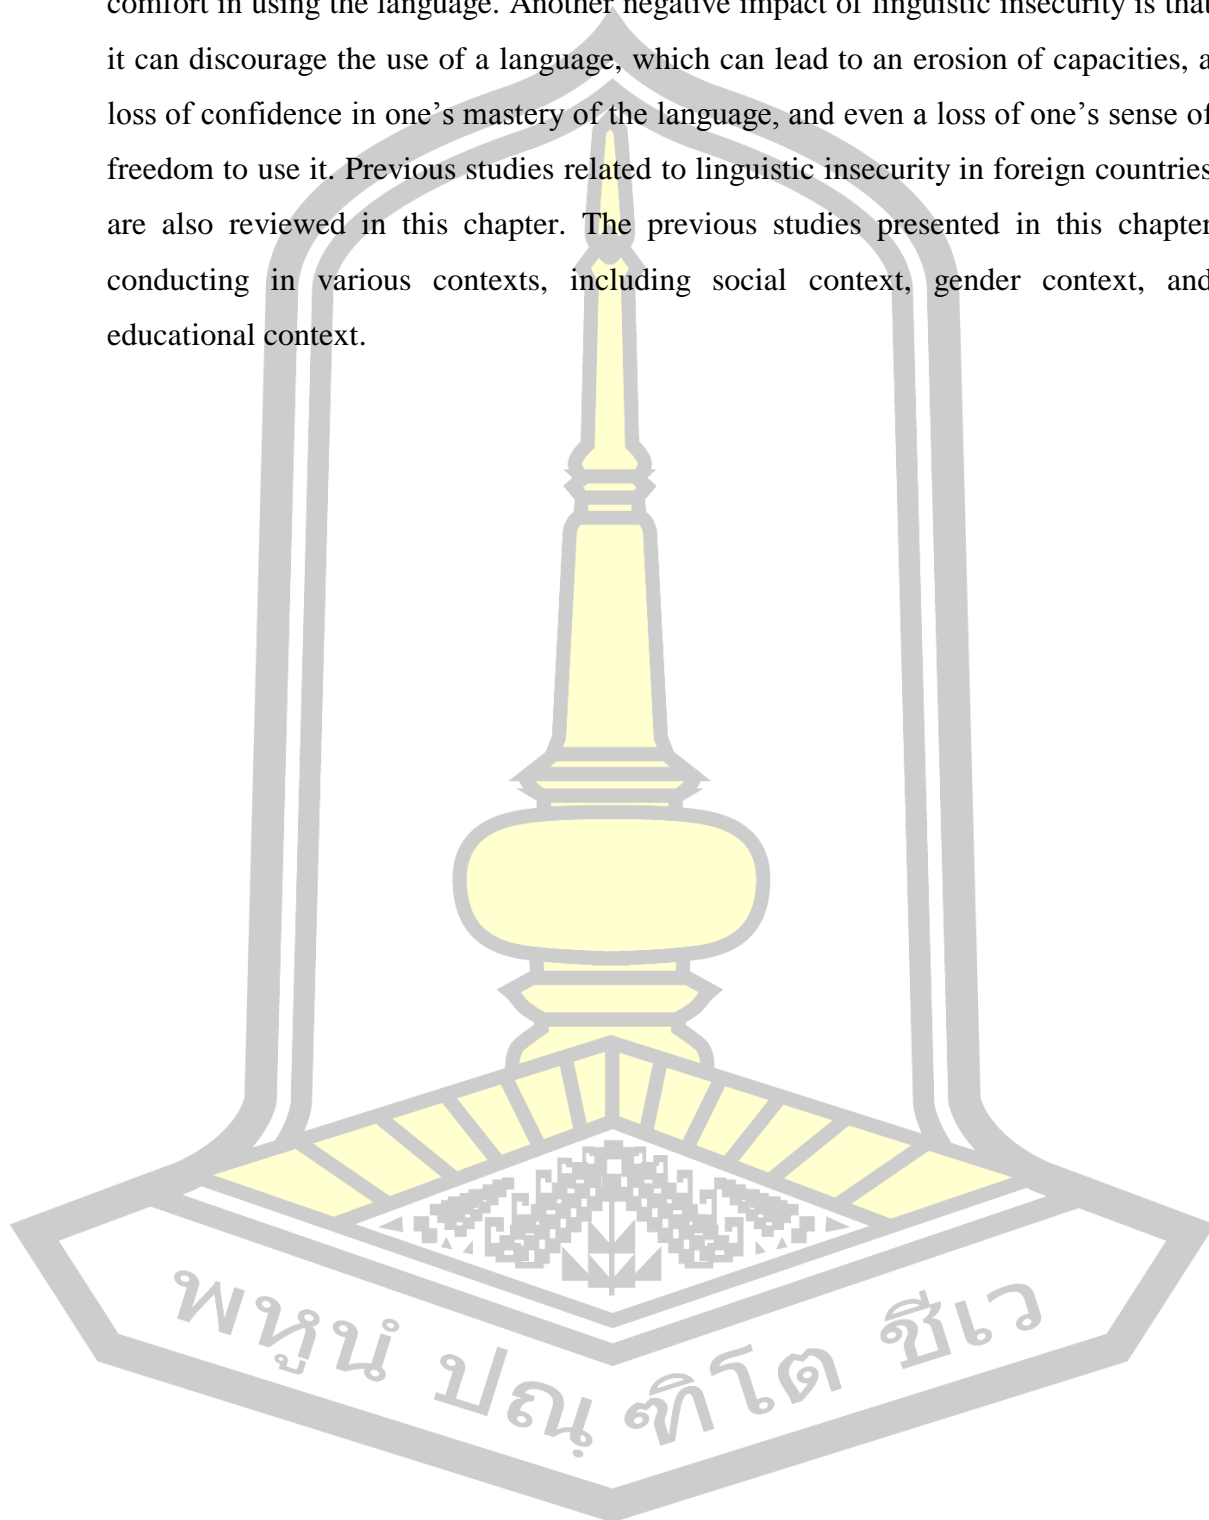 comfort in using the language. Another negative impact of linguistic insecurity is that
it can discourage the use of a language, which can lead to an erosion of capacities, a
loss of confidence in one’s mastery of the language, and even a loss of one’s sense of
freedom to use it. Previous studies related to linguistic insecurity in foreign countries
are also reviewed in this chapter. The previous studies presented in this chapter
conducting in various contexts, including social context, gender context, and
educational context.
พหูนํ ปณฺฑิโต ชีเว